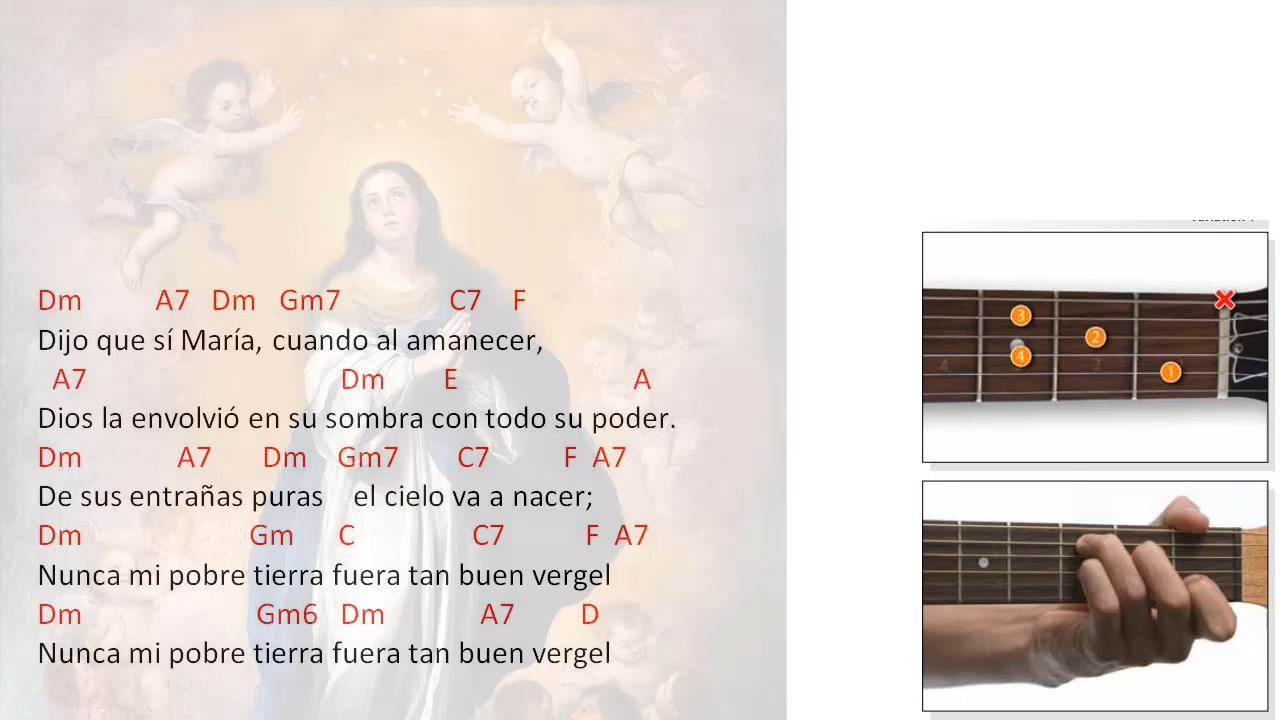 Dm A7 Dm Gm7 C7 F
Dijo que sí María, cuando al amanecer,
A7 Dm E A
Dios la envolvió en su sombra con todo su poder.
Dm A7 Dm Gm7 C7 F A7
De sus entrañas puras el cielo va a nacer;
Dm Gm C C7 F A7
Nunca mi pobre tierra fuera tan buen vergel
Dm Gm6 Dm A7 D
Nunca mi pobre tierra fuera tan buen vergel
3
2
4
1
4
2